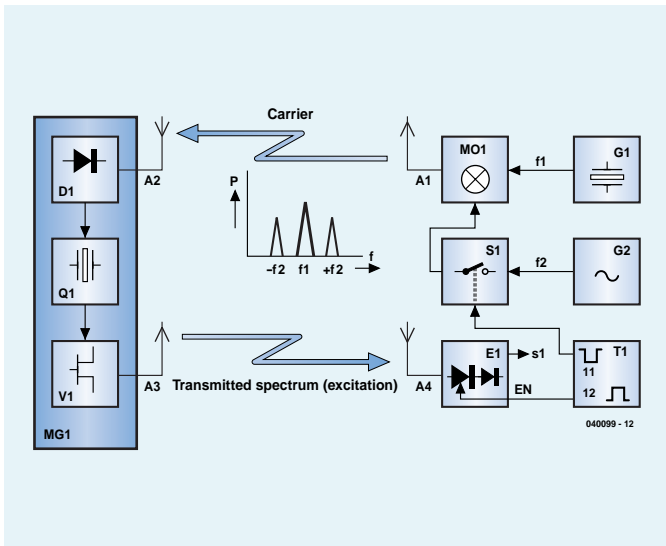 Carrier
MO1
f1
G1
D1
A2
A1
P
f
–f2 f1 +f2
Q1
S1
f2
G2
V1
A3
Transmitted spectrum (excitation)
A4
E1
s1
EN
T1
11
12
MG1
040099 - 12